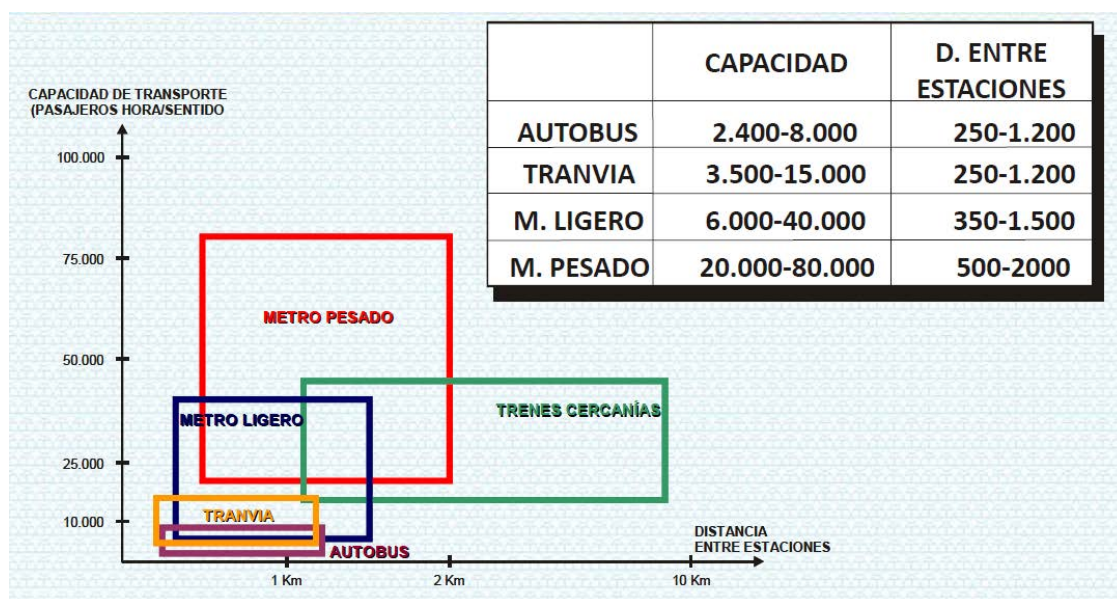 CAPACIDAD
D. ENTRE
ESTACIONES
AUTOBUS 2.400-8.000 250-1.200
TRANVIA 3.500-15.000 250-1.200
M. LIGERO 6.000-40.000 350-1.500
M. PESADO 20.000-80.000 500-2000
CAPACIDAD DE TRANSPORTE
(PASAJEROS HORA/SENTIDO
100.000
75.000
50.000
25.000
10.000
METRO PESADO
TRENES CERCANÍAS
METRO LIGERO
TRANVIA
AUTOBUS
DISTANCIA
ENTRE ESTACIONES
1 Km
2 Km
10 Km